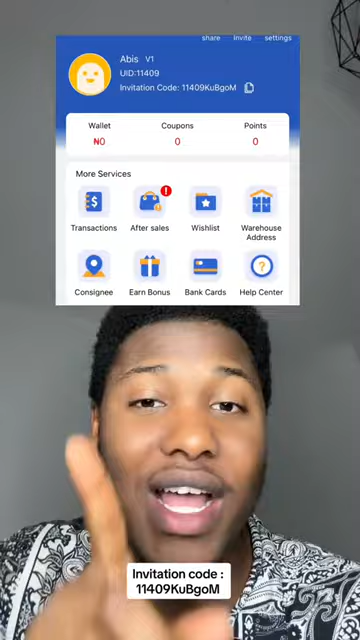 share Invite settings
Abis V1
UID:11409
Invitation Code: 11409KuBgoM
Wallet Coupons Points
₦0 0 0
More Services
Transactions After sales Wishlist Warehouse
Address
Consignee Earn Bonus Bank Cards Help Center
Invitation code :
11409KuBgoM